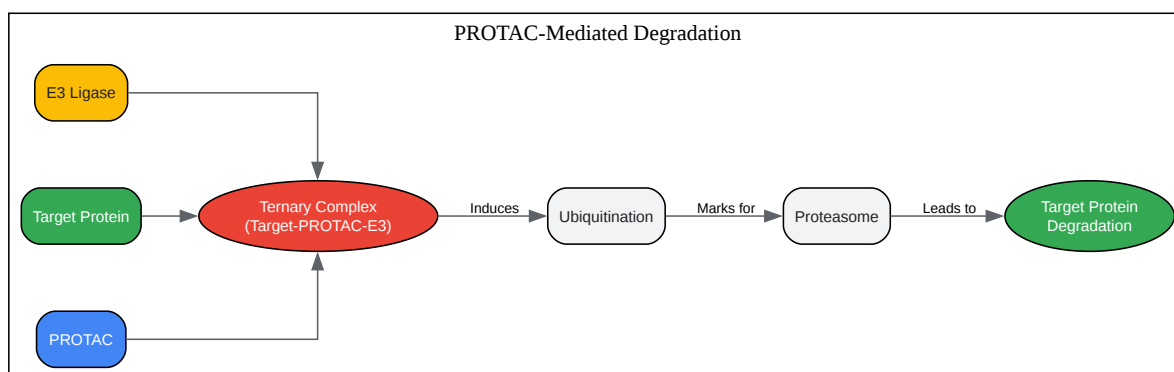 PROTAC-Mediated Degradation
E3 Ligase
Target Protein
PROTAC
Ternary Complex
(Target-PROTAC-E3)
Induces
Ubiquitination
Marks for
Proteasome
Leads to
Target Protein
Degradation